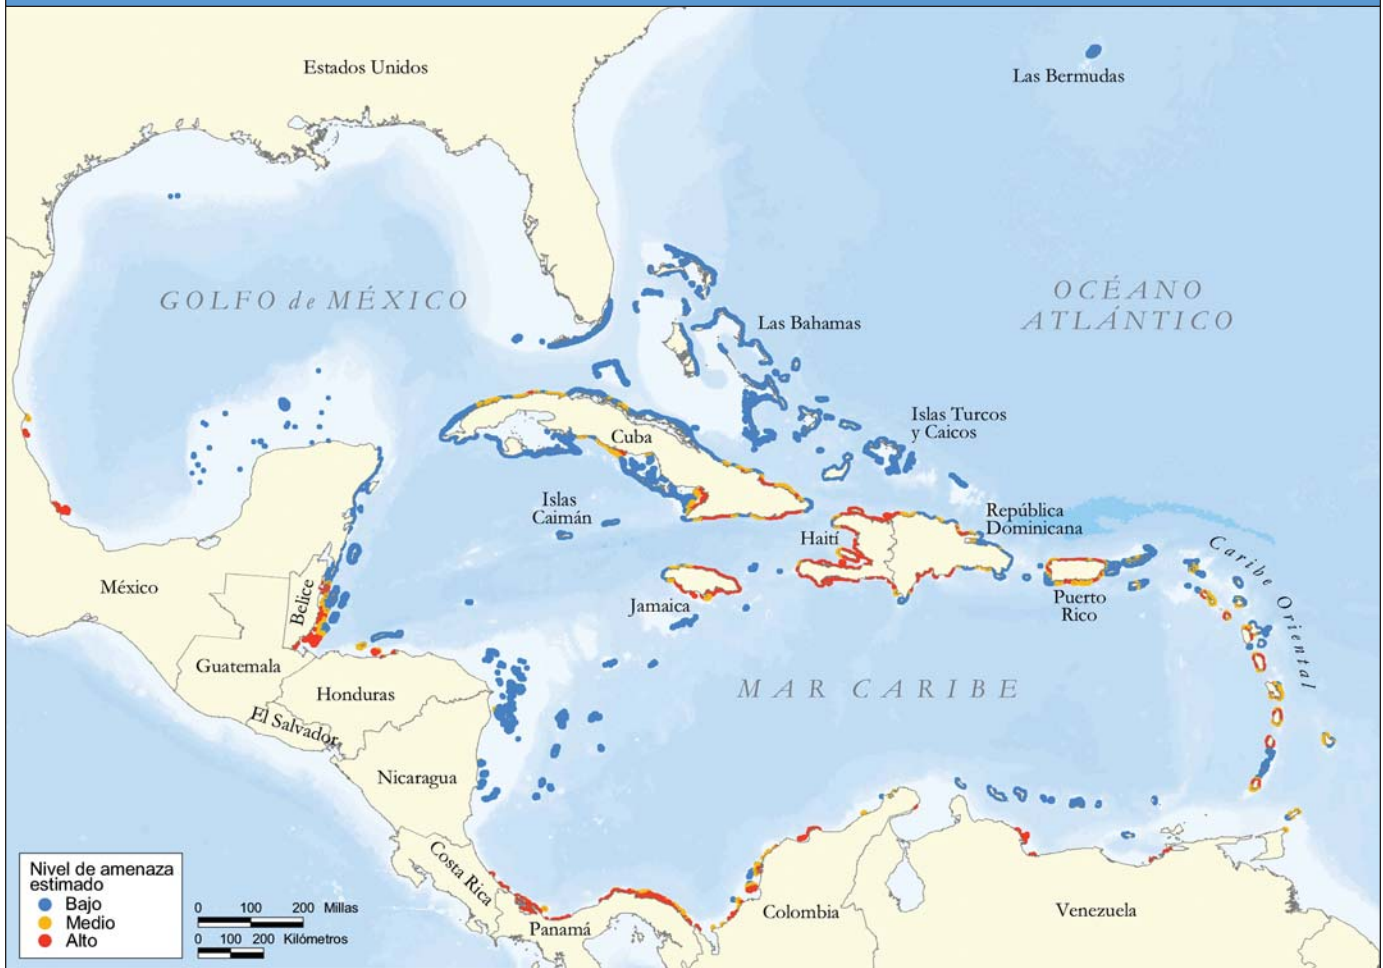 Estados Unidos
Las Bermudas
GOLFO de MÉXICO
OCÉANO
ATLÁNTICO
Las Bahamas
Islas Turcos
y Caicos
Cuba
Islas
Caimán
República
Dominicana
Haití
Caribe Oriental
México
Belice
Jamaica
Puerto
Rico
Guatemala
Honduras
MAR CARIBE
El Salvador
Nicaragua
Costa Rica
Panamá
Colombia
Venezuela
Nivel de amenaza
estimado
Bajo
Medio
Alto
0 100 200 Millas
0 100 200 Kilómetros